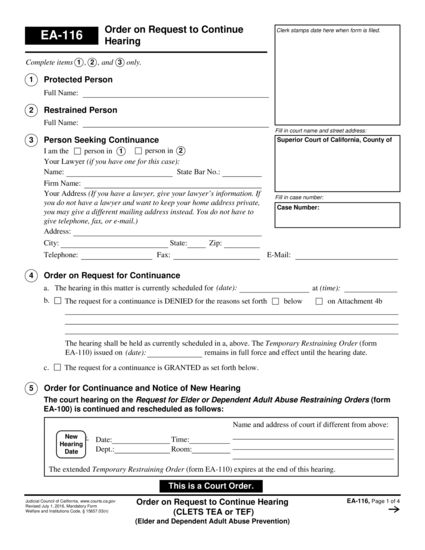 EA-116
Order on Request to Continue
Hearing
Clerk stamps date here when form is filed.
Complete items 1, 2, and 3 only.
1 Protected Person
Full Name:
2 Restrained Person
Full Name:
Fill in court name and street address:
Superior Court of California, County of
3 Person Seeking Continuance
I am the person in 1 person in 2
Your Lawyer (if you have one for this case):
Name: State Bar No.:
Firm Name:
Your Address (If you have a lawyer, give your lawyer's information. If
you do not have a lawyer and want to keep your home address private,
you may give a different mailing address instead. You do not have to
give telephone, fax, or e-mail.)
Fill in case number:
Case Number:
Address:
City: State: Zip:
Telephone: Fax: E-Mail:
4 Order on Request for Continuance
a. The hearing in this matter is currently scheduled for (date): at (time):
b. The request for a continuance is DENIED for the reasons set forth below on Attachment 4b
The hearing shall be held as currently scheduled in a, above. The Temporary Restraining Order (form
EA-110) issued on (date): remains in full force and effect until the hearing date.
c. The request for a continuance is GRANTED as set forth below.
5 Order for Continuance and Notice of New Hearing
The court hearing on the Request for Elder or Dependent Adult Abuse Restraining Orders (form
EA-100) is continued and rescheduled as follows:
Name and address of court if different from above:
New
Hearing
Date
Date: Time:
Dept.: Room:
The extended Temporary Restraining Order (form EA-110) expires at the end of this hearing.
This is a Court Order.
Judicial Council of California, www.courts.ca.gov
Revised July 1, 2016, Mandatory Form
Welfare and Institutions Code, § 15657.03(n)
Order on Request to Continue Hearing
(CLETS TEA or TEF)
(Elder and Dependent Adult Abuse Prevention)
EA-116, Page 1 of 4